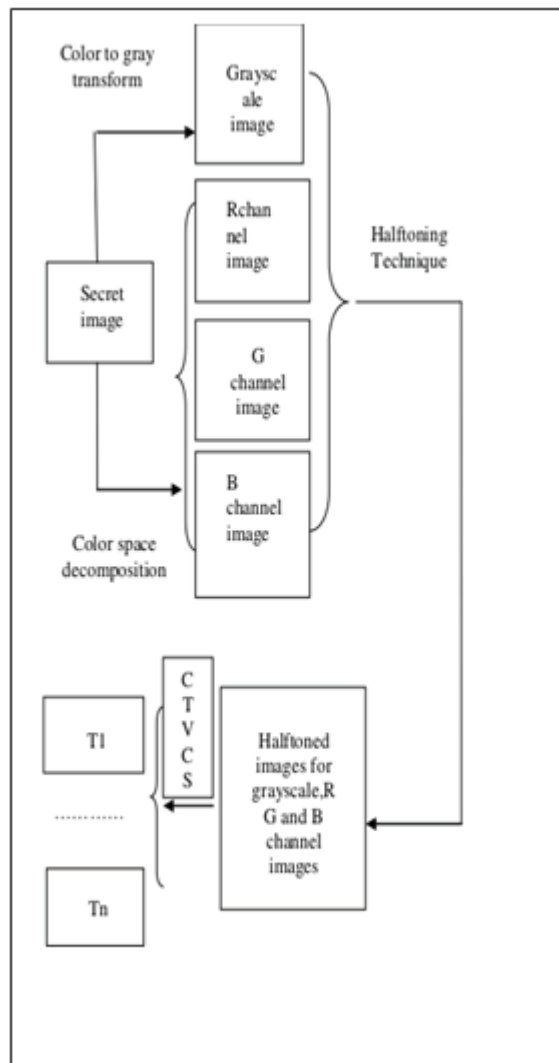 Color to gray
transform
Graysc
ale
image
Rchan
nel
image
Halftoning
Technique
Secret
image
G
channel
image
B
channel
image
Color space
decomposition
C
T
V
C
S
T1
Halftoned
images for
grayscale,R
G and B
channel
images
............
Tn